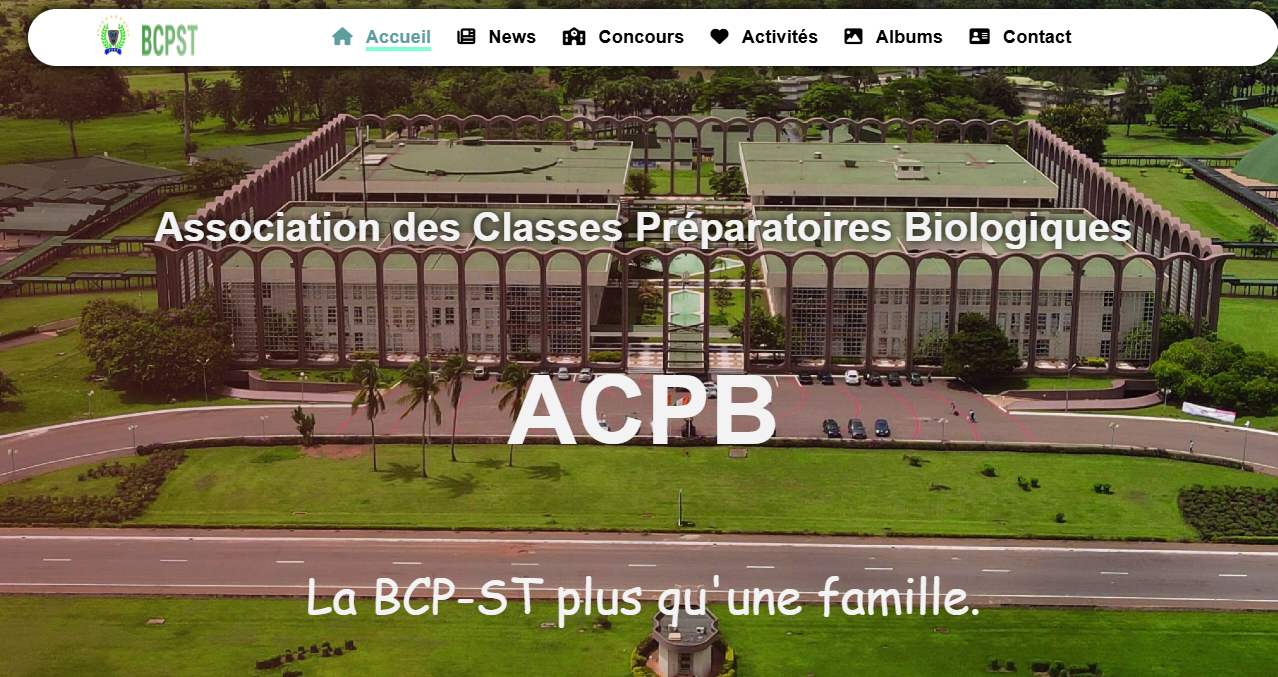 BCPST Accueil News Concours Activités Albums Contact
Association des Classes Préparatoires Biologiques
ACPB
La BCP-ST plus qu'une famille.